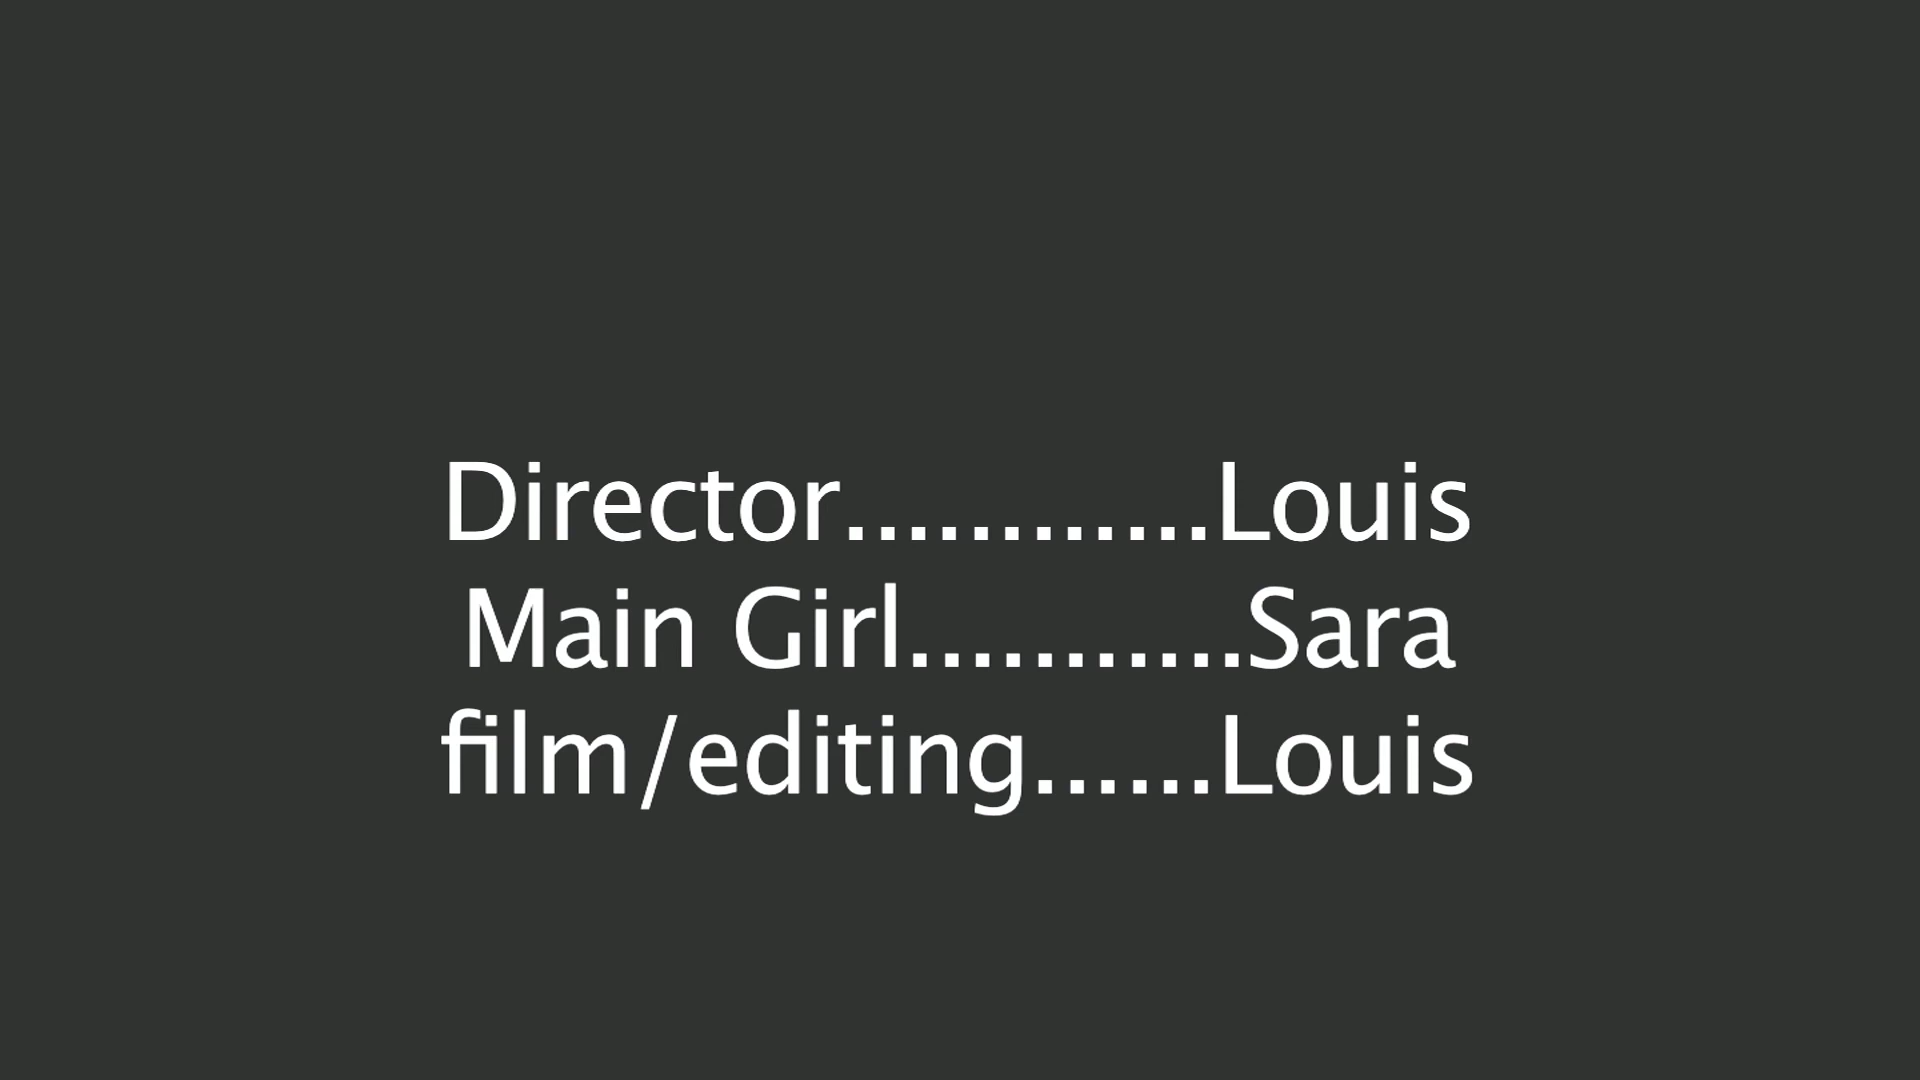 Director............Louis
Main Girl...........Sara
film/editing......Louis